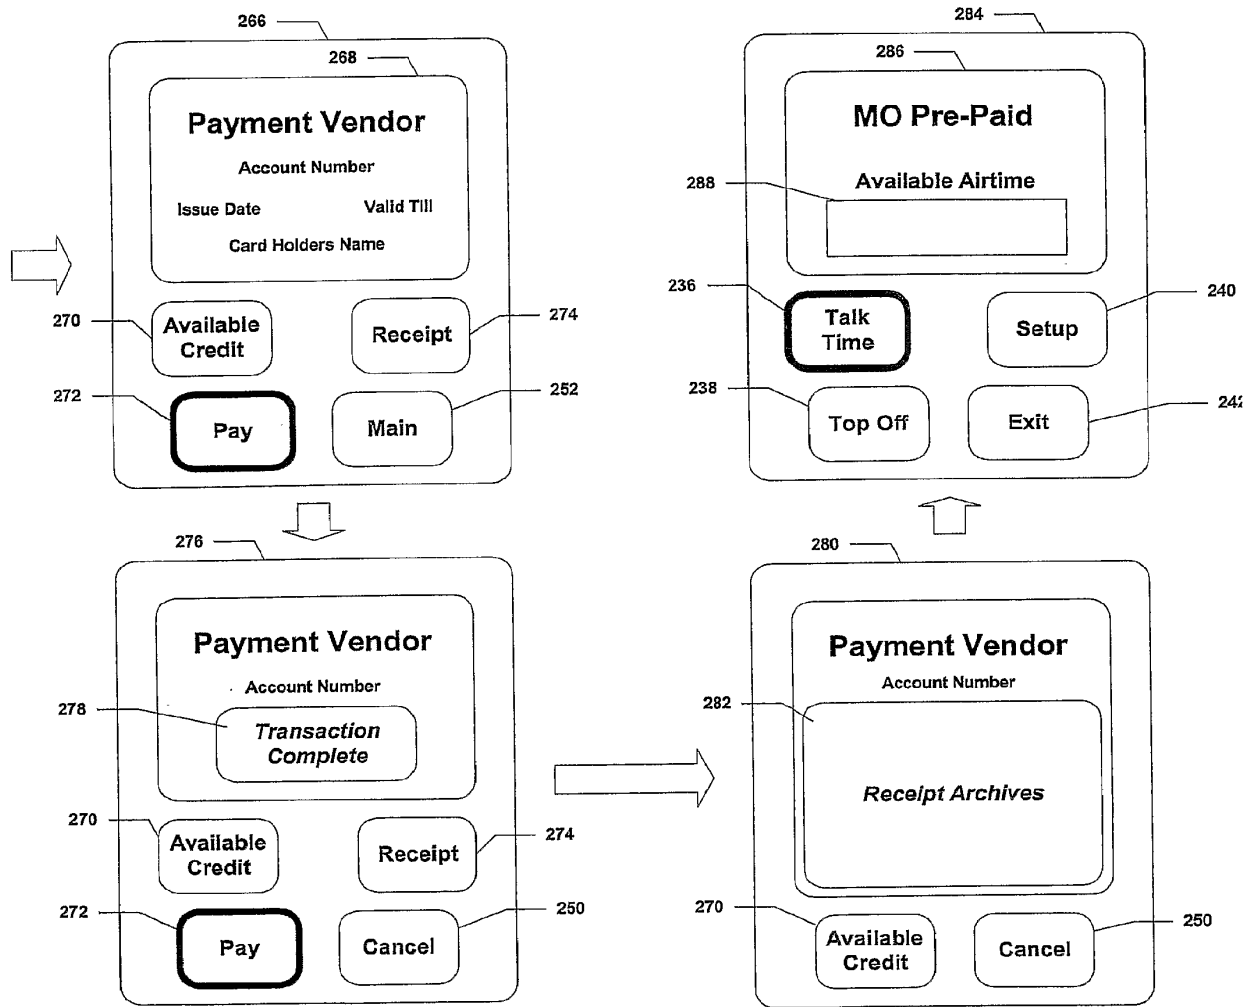 266
268
Payment Vendor
Account Number
Issue Date Valid Till
Card Holders Name
270
Available
Credit
Receipt
274
272
Pay
Main
252
276
Payment Vendor
Account Number
278
Transaction
Complete
270
Available
Credit
Receipt
274
272
Pay
Cancel
250
284
286
MO Pre-Paid
288
Available Airtime
236
Talk
Time
Setup
240
238
Top Off
Exit
242
280
Payment Vendor
Account Number
282
Receipt Archives
270
Available
Credit
Cancel
250